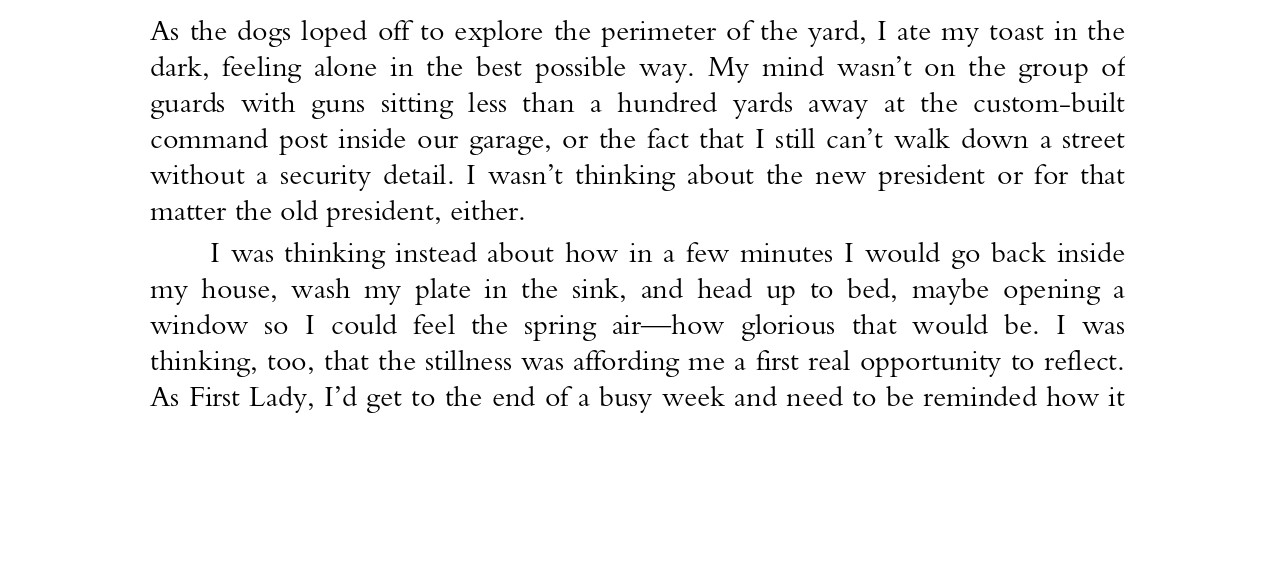 As the dogs loped off to explore the perimeter of the yard, I ate my toast in the
dark, feeling alone in the best possible way. My mind wasn’t on the group of
guards with guns sitting less than a hundred yards away at the custom-built
command post inside our garage, or the fact that I still can’t walk down a street
without a security detail. I wasn’t thinking about the new president or for that
matter the old president, either.
I was thinking instead about how in a few minutes I would go back inside
my house, wash my plate in the sink, and head up to bed, maybe opening a
window so I could feel the spring air—how glorious that would be. I was
thinking, too, that the stillness was affording me a first real opportunity to reflect.
As First Lady, I’d get to the end of a busy week and need to be reminded how it